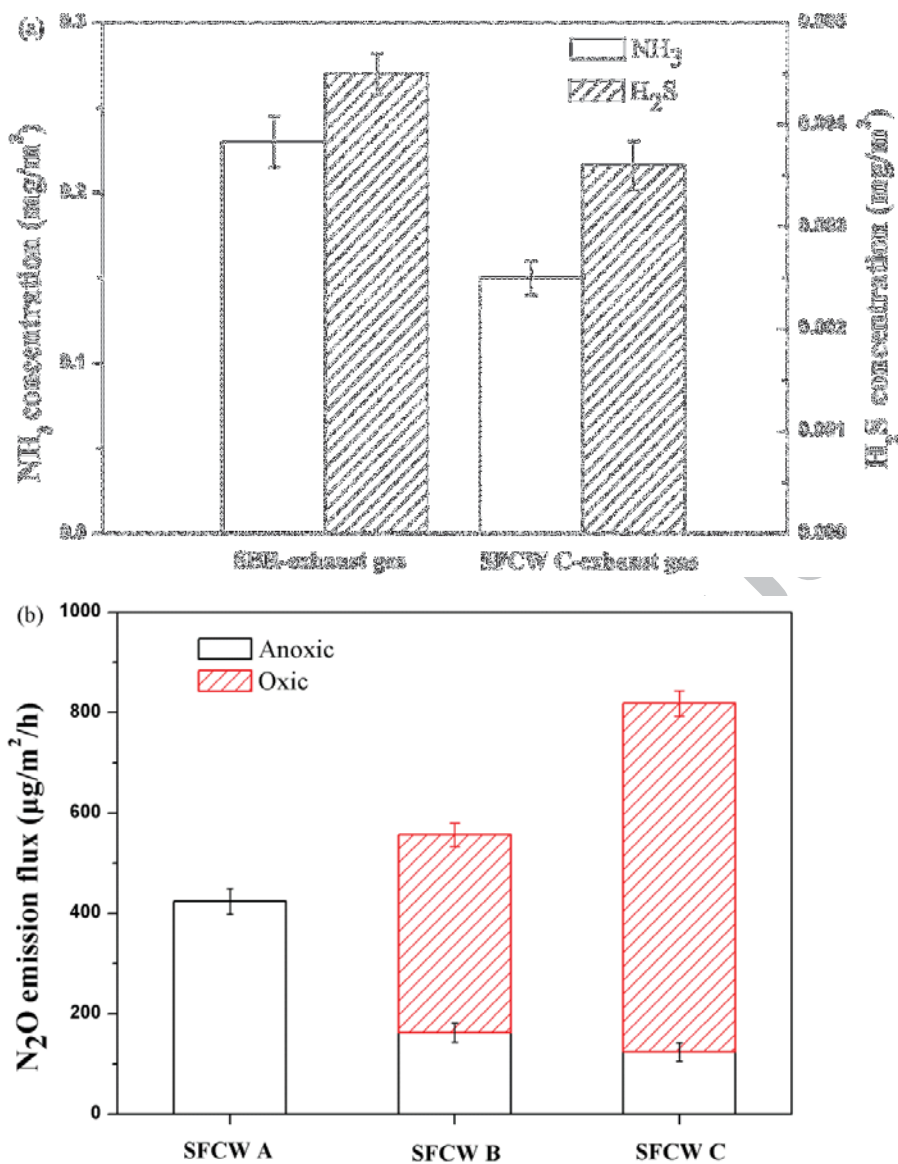 (a)
NH3
H2S
NH3 concentration (mg/m3)
H2S concentration (mg/m3)
0.3
0.2
0.1
0.0
0.005
0.004
0.003
0.002
0.001
0.000
SBR-exhaust gas
SFCW C-exhaust gas
(b)
Anoxic
Oxic
N2O emission flux (μg/m2/h)
1000
800
600
400
200
0
SFCW A
SFCW B
SFCW C